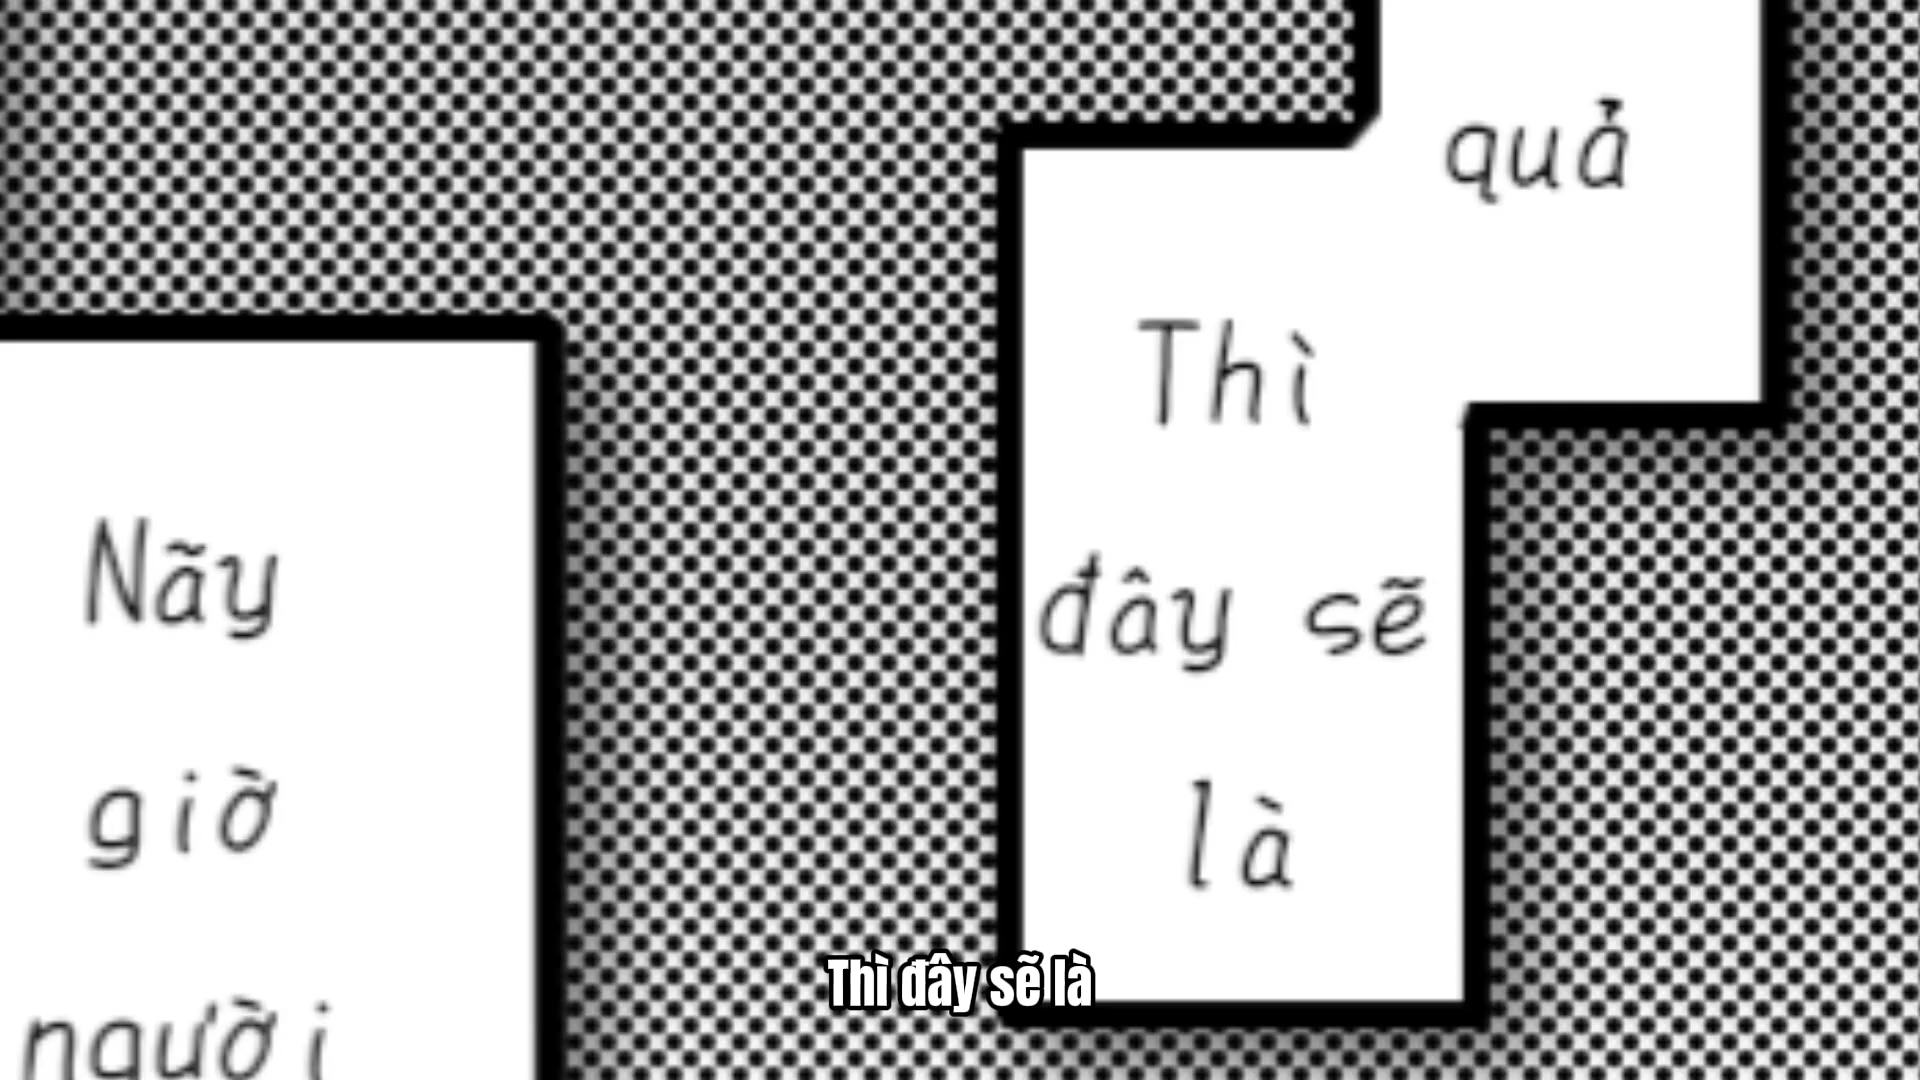 quả
Thì
đây sẽ
là
Nãy
giờ
người
Thì đây sẽ là